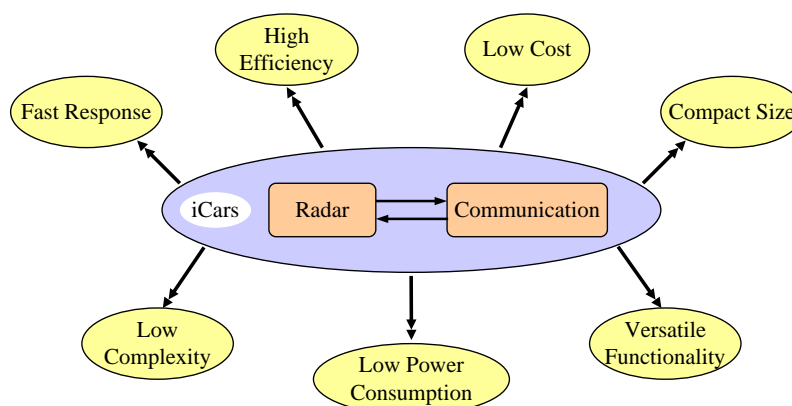 High
Efficiency
Low Cost
Fast Response
Compact Size
iCars
Radar
Communication
Low
Complexity
Low Power
Consumption
Versatile
Functionality